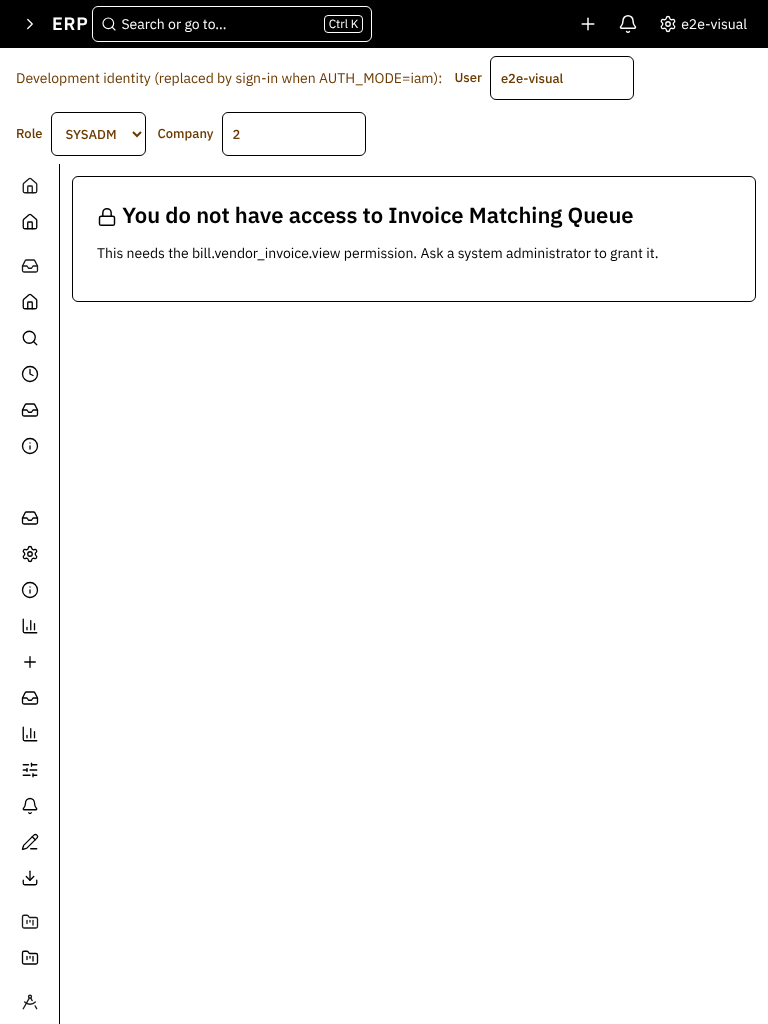 ERP
Search or go to...
Ctrl K
e2e-visual
Development identity (replaced by sign-in when AUTH_MODE=iam): User e2e-visual
Role SYSADM Company 2
You do not have access to Invoice Matching Queue
This needs the bill.vendor_invoice.view permission. Ask a system administrator to grant it.